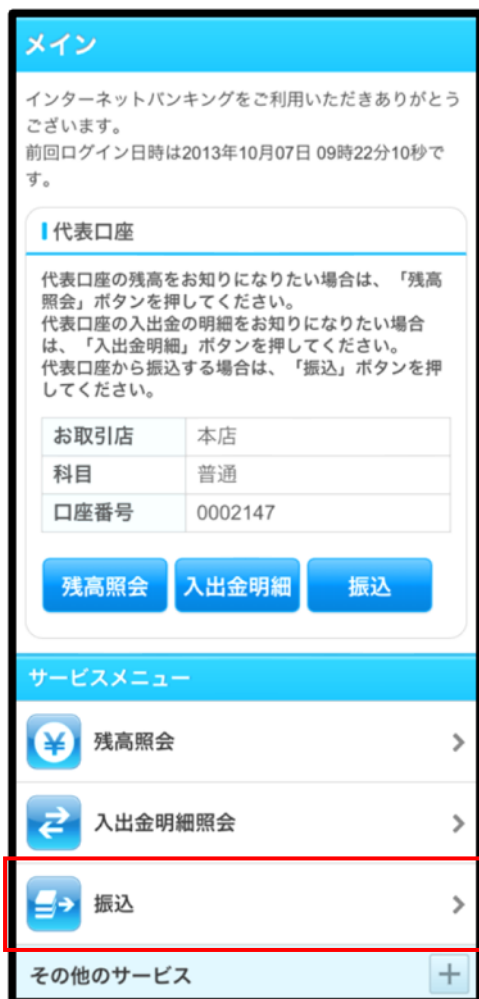 メイン
インターネットバンキングをご利用いただきありがとう
ございます。
前回ログイン日時は2013年10月07日 09時22分10秒で
す。
代表口座
代表口座の残高をお知りになりたい場合は、「残高
照会」ボタンを押してください。
代表口座の入出金の明細をお知りになりたい場合
は、「入出金明細」ボタンを押してください。
代表口座から振込する場合は、「振込」ボタンを押
してください。
お取引店 本店
科目 普通
口座番号 0002147
残高照会 入出金明細 振込
サービスメニュー
¥ 残高照会
入出金明細照会
振込
その他のサービス +